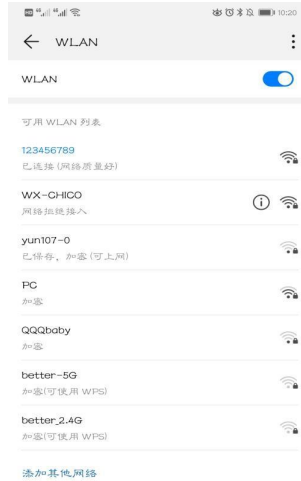 HD 46 46 10:20
WLAN
WLAN
可用 WLAN 列表
123456789
已连接 (网络质量好)
WX-CHICO
网络拒绝接入
yun107-0
已保存，加密 (可上网)
PC
加密
QQQbaby
加密
better-5G
加密(可使用 WPS)
better_2.4G
加密(可使用 WPS)
添加其他网络